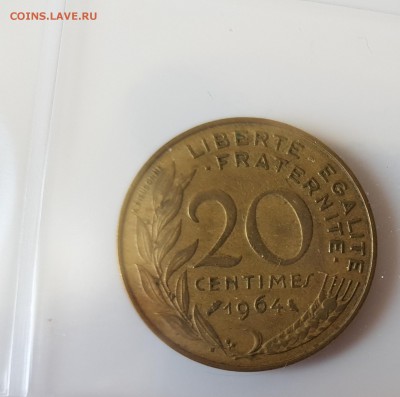 COINS.LAVE.RU
LIBERTE EGALITE
·FRATERNITE·
20
CENTIMES
1964